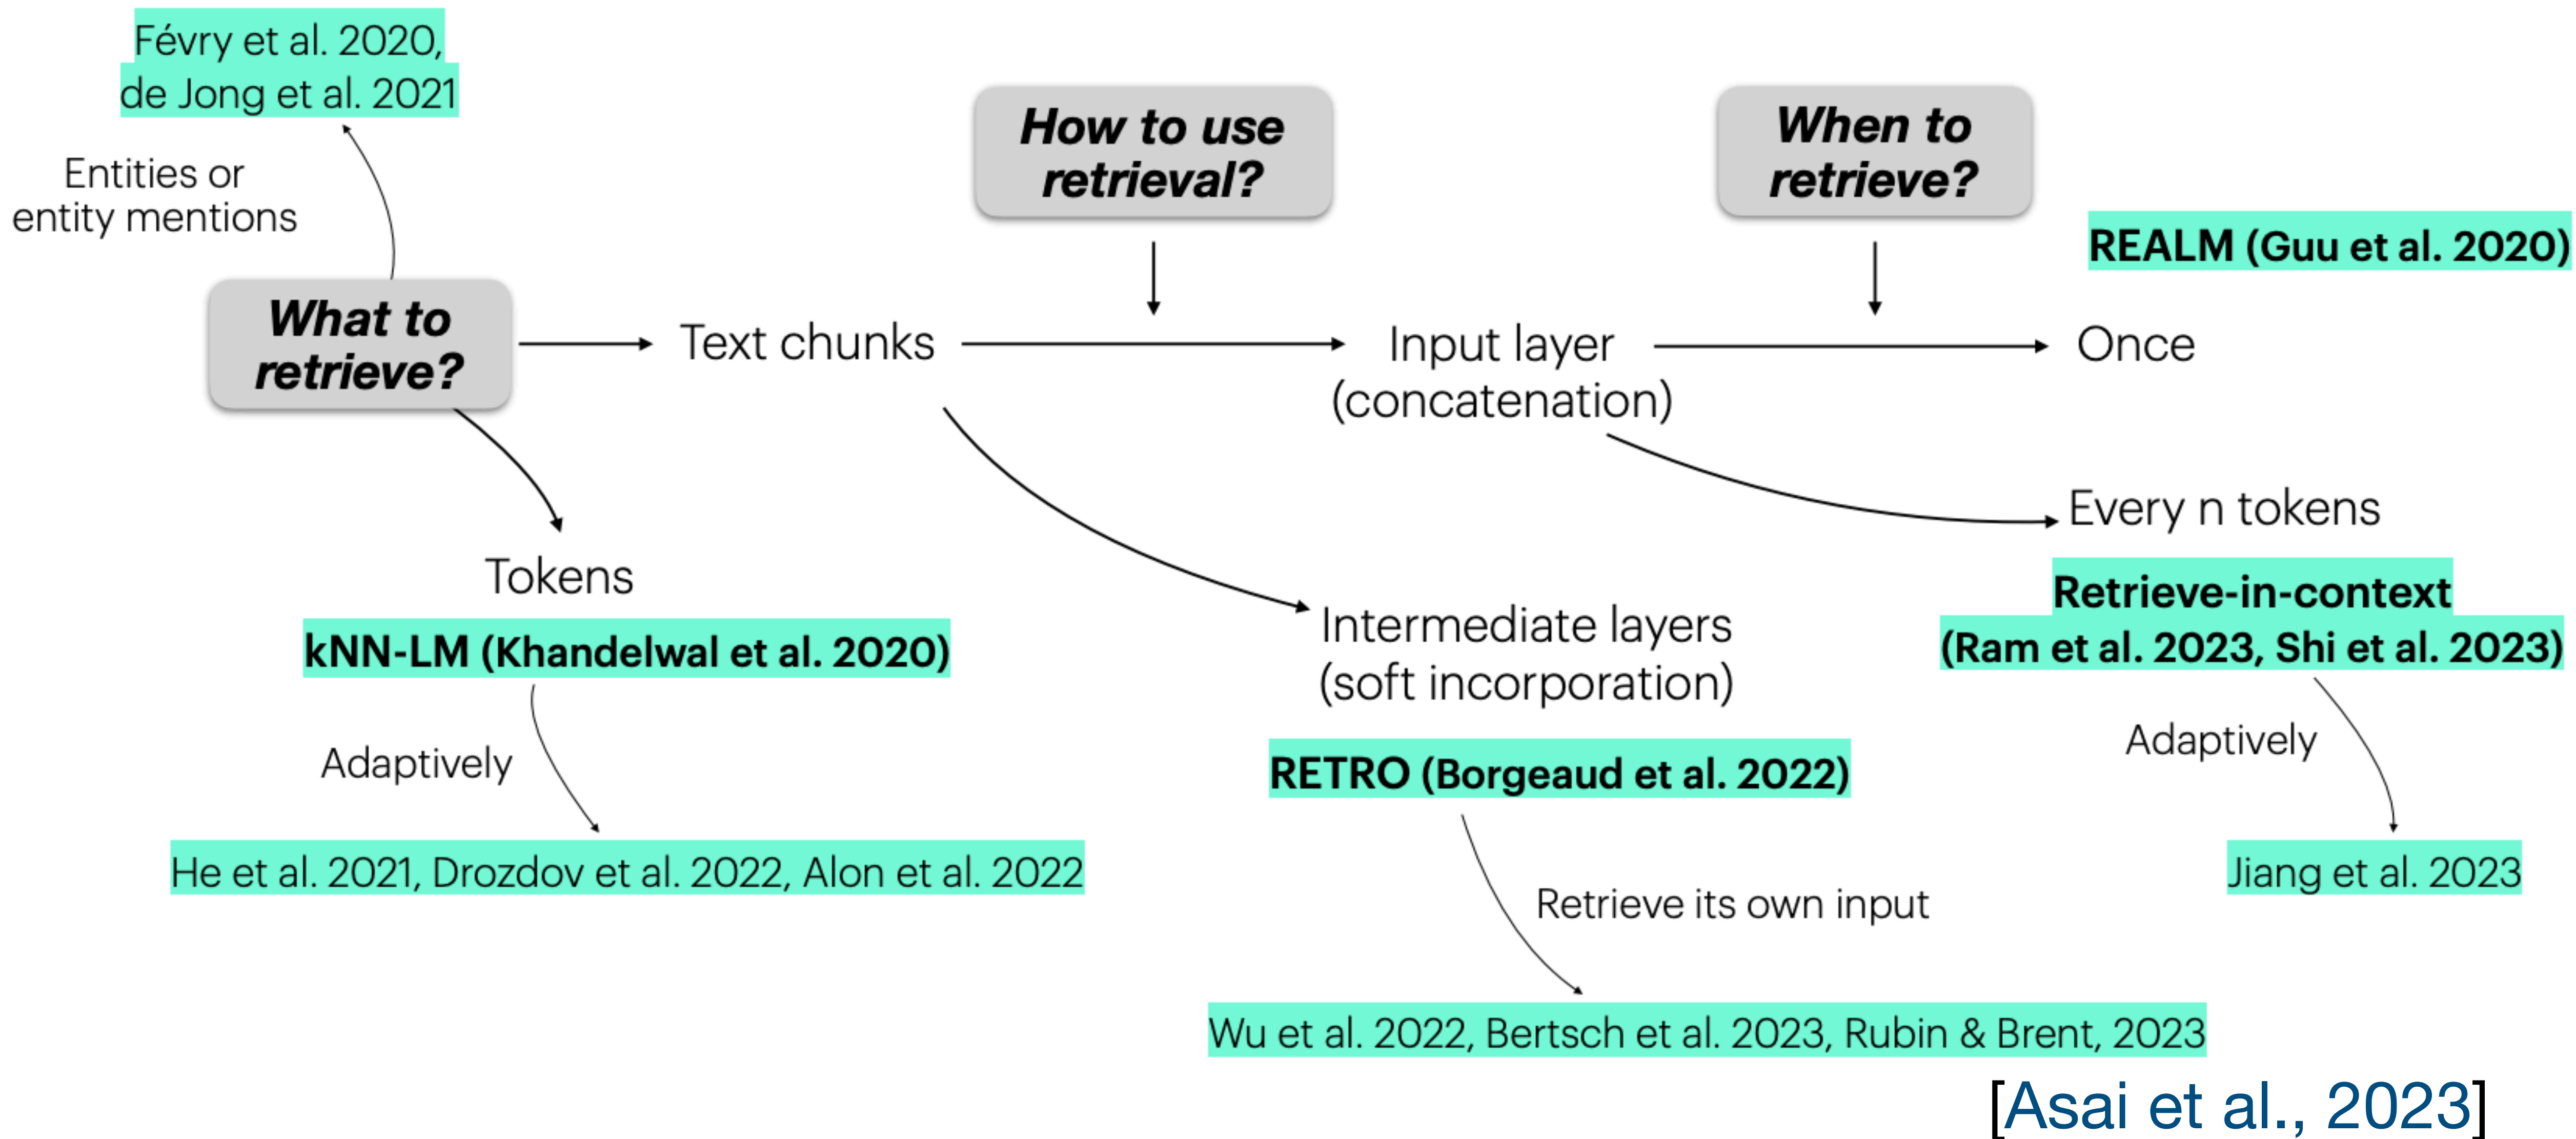 Févry et al. 2020,
de Jong et al. 2021
Entities or
entity mentions
What to
retrieve?
Text chunks
How to use
retrieval?
Input layer
(concatenation)
When to
retrieve?
REALM (Guu et al. 2020)
Once
Every n tokens
Retrieve-in-context
(Ram et al. 2023, Shi et al. 2023)
Adaptively
Jiang et al. 2023
Tokens
kNN-LM (Khandelwal et al. 2020)
Adaptively
He et al. 2021, Drozdov et al. 2022, Alon et al. 2022
Intermediate layers
(soft incorporation)
RETRO (Borgeaud et al. 2022)
Retrieve its own input
Wu et al. 2022, Bertsch et al. 2023, Rubin & Brent, 2023
[Asai et al., 2023]